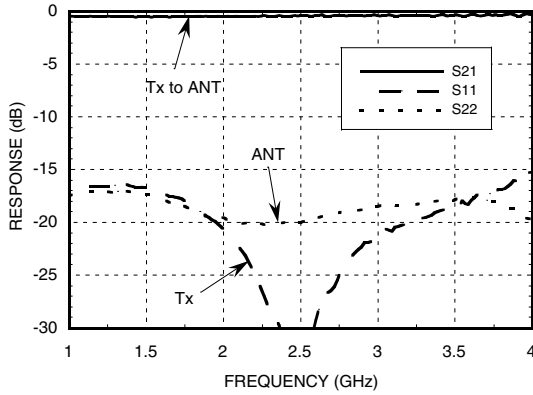 0
-5
-10
-15
-20
-25
-30
RESPONSE (dB)
Tx to ANT
ANT
Tx
S21
S11
S22
1
1.5
2
2.5
3
3.5
4
FREQUENCY (GHz)